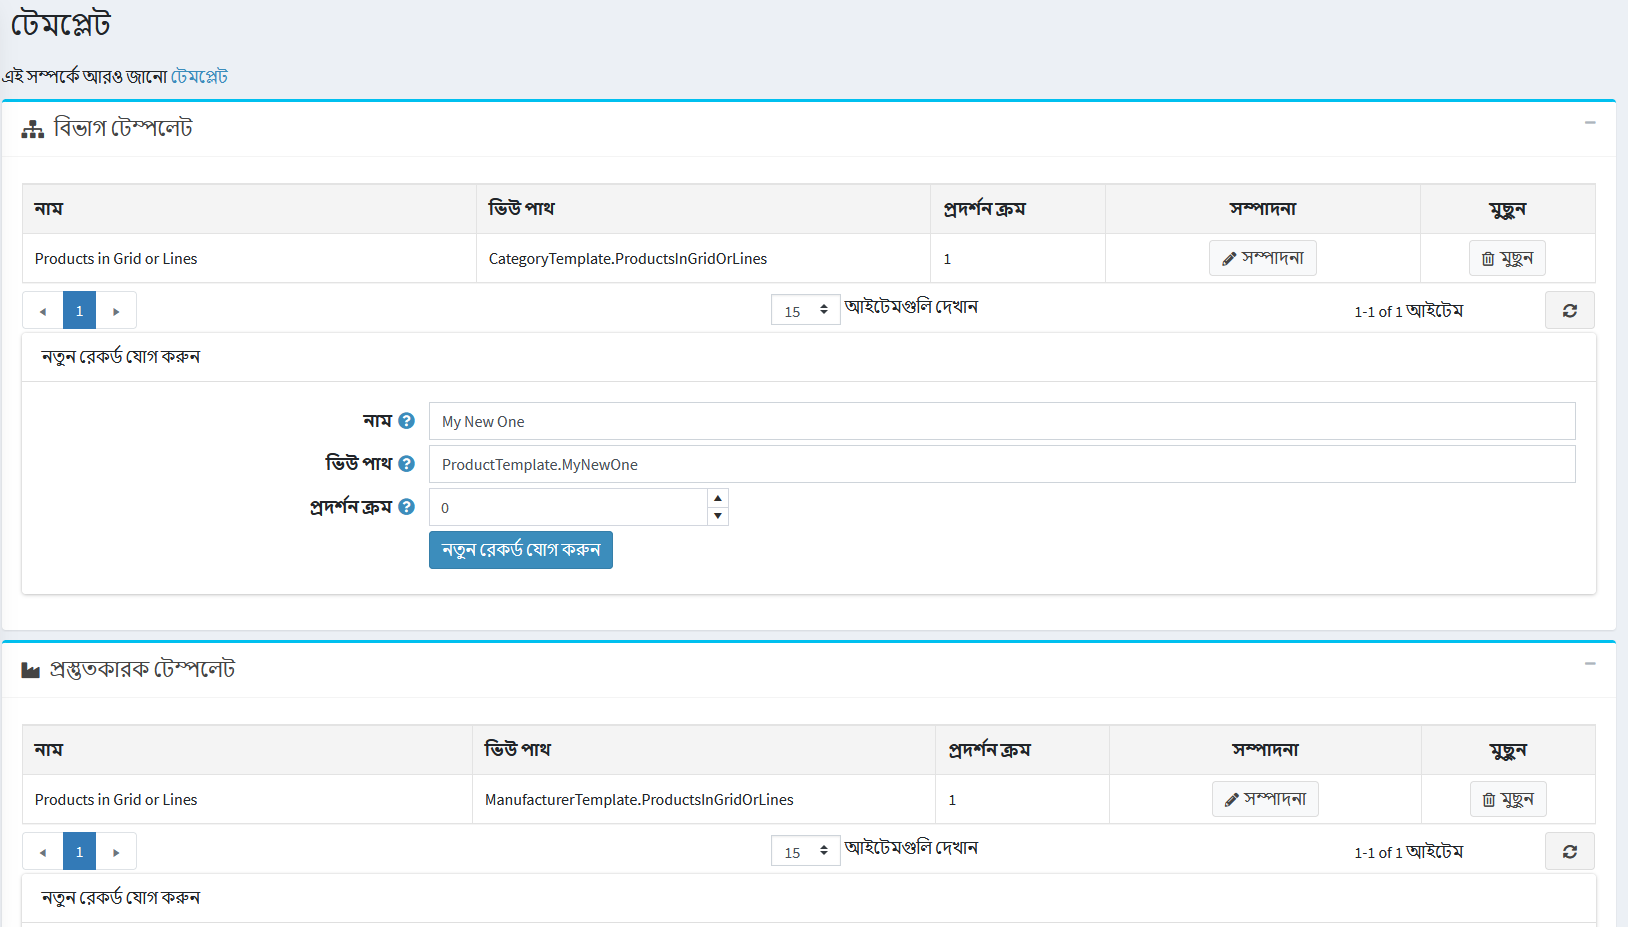 টেমপ্লেট
এই সম্পর্কে আরও জানো টেমপ্লেট
বিভাগ টেম্পলেট
নাম ভিউ পাথ প্রদর্শন ক্রম সম্পাদনা মুছুন
Products in Grid or Lines CategoryTemplate.ProductsInGridOrLines 1 সম্পাদনা মুছুন
1 15 আইটেমগুলি দেখান 1-1 of 1 আইটেম
নতুন রেকর্ড যোগ করুন
নাম My New One
ভিউ পাথ ProductTemplate.MyNewOne
প্রদর্শন ক্রম 0
নতুন রেকর্ড যোগ করুন
প্রস্তুতকারক টেম্পলেট
নাম ভিউ পাথ প্রদর্শন ক্রম সম্পাদনা মুছুন
Products in Grid or Lines ManufacturerTemplate.ProductsInGridOrLines 1 সম্পাদনা মুছুন
1 15 আইটেমগুলি দেখান 1-1 of 1 আইটেম
নতুন রেকর্ড যোগ করুন